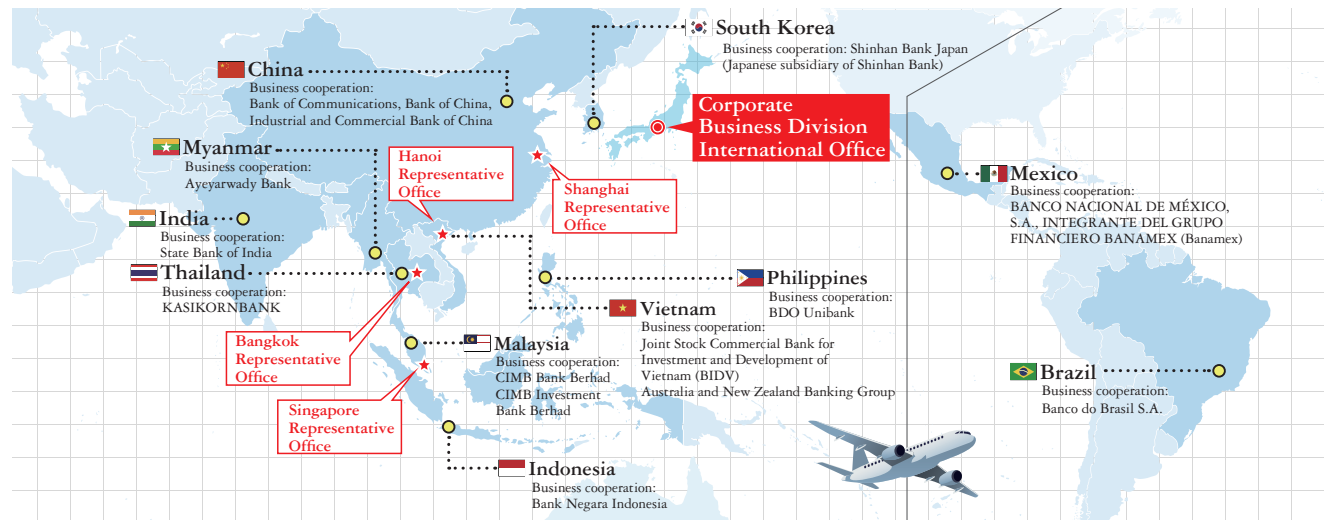 South Korea
Business cooperation: Shinhan Bank Japan
(Japanese subsidiary of Shinhan Bank)
China
Business cooperation:
Bank of Communications, Bank of China,
Industrial and Commercial Bank of China
Corporate
Business Division
International Office
Myanmar
Business cooperation:
Ayeyarwady Bank
Hanoi
Representative
Office
Shanghai
Representative
Office
Mexico
Business cooperation:
BANCO NACIONAL DE MÉXICO,
S.A., INTEGRANTE DEL GRUPO
FINANCIERO BANAMEX (Banamex)
India
Business cooperation:
State Bank of India
Thailand
Business cooperation:
KASIKORNBANK
Philippines
Business cooperation:
BDO Unibank
Vietnam
Business cooperation:
Joint Stock Commercial Bank for
Investment and Development of
Vietnam (BIDV)
Australia and New Zealand Banking Group
Bangkok
Representative
Office
Malaysia
Business cooperation:
CIMB Bank Berhad
CIMB Investment
Bank Berhad
Brazil
Business cooperation:
Banco do Brasil S.A.
Singapore
Representative
Office
Indonesia
Business cooperation:
Bank Negara Indonesia